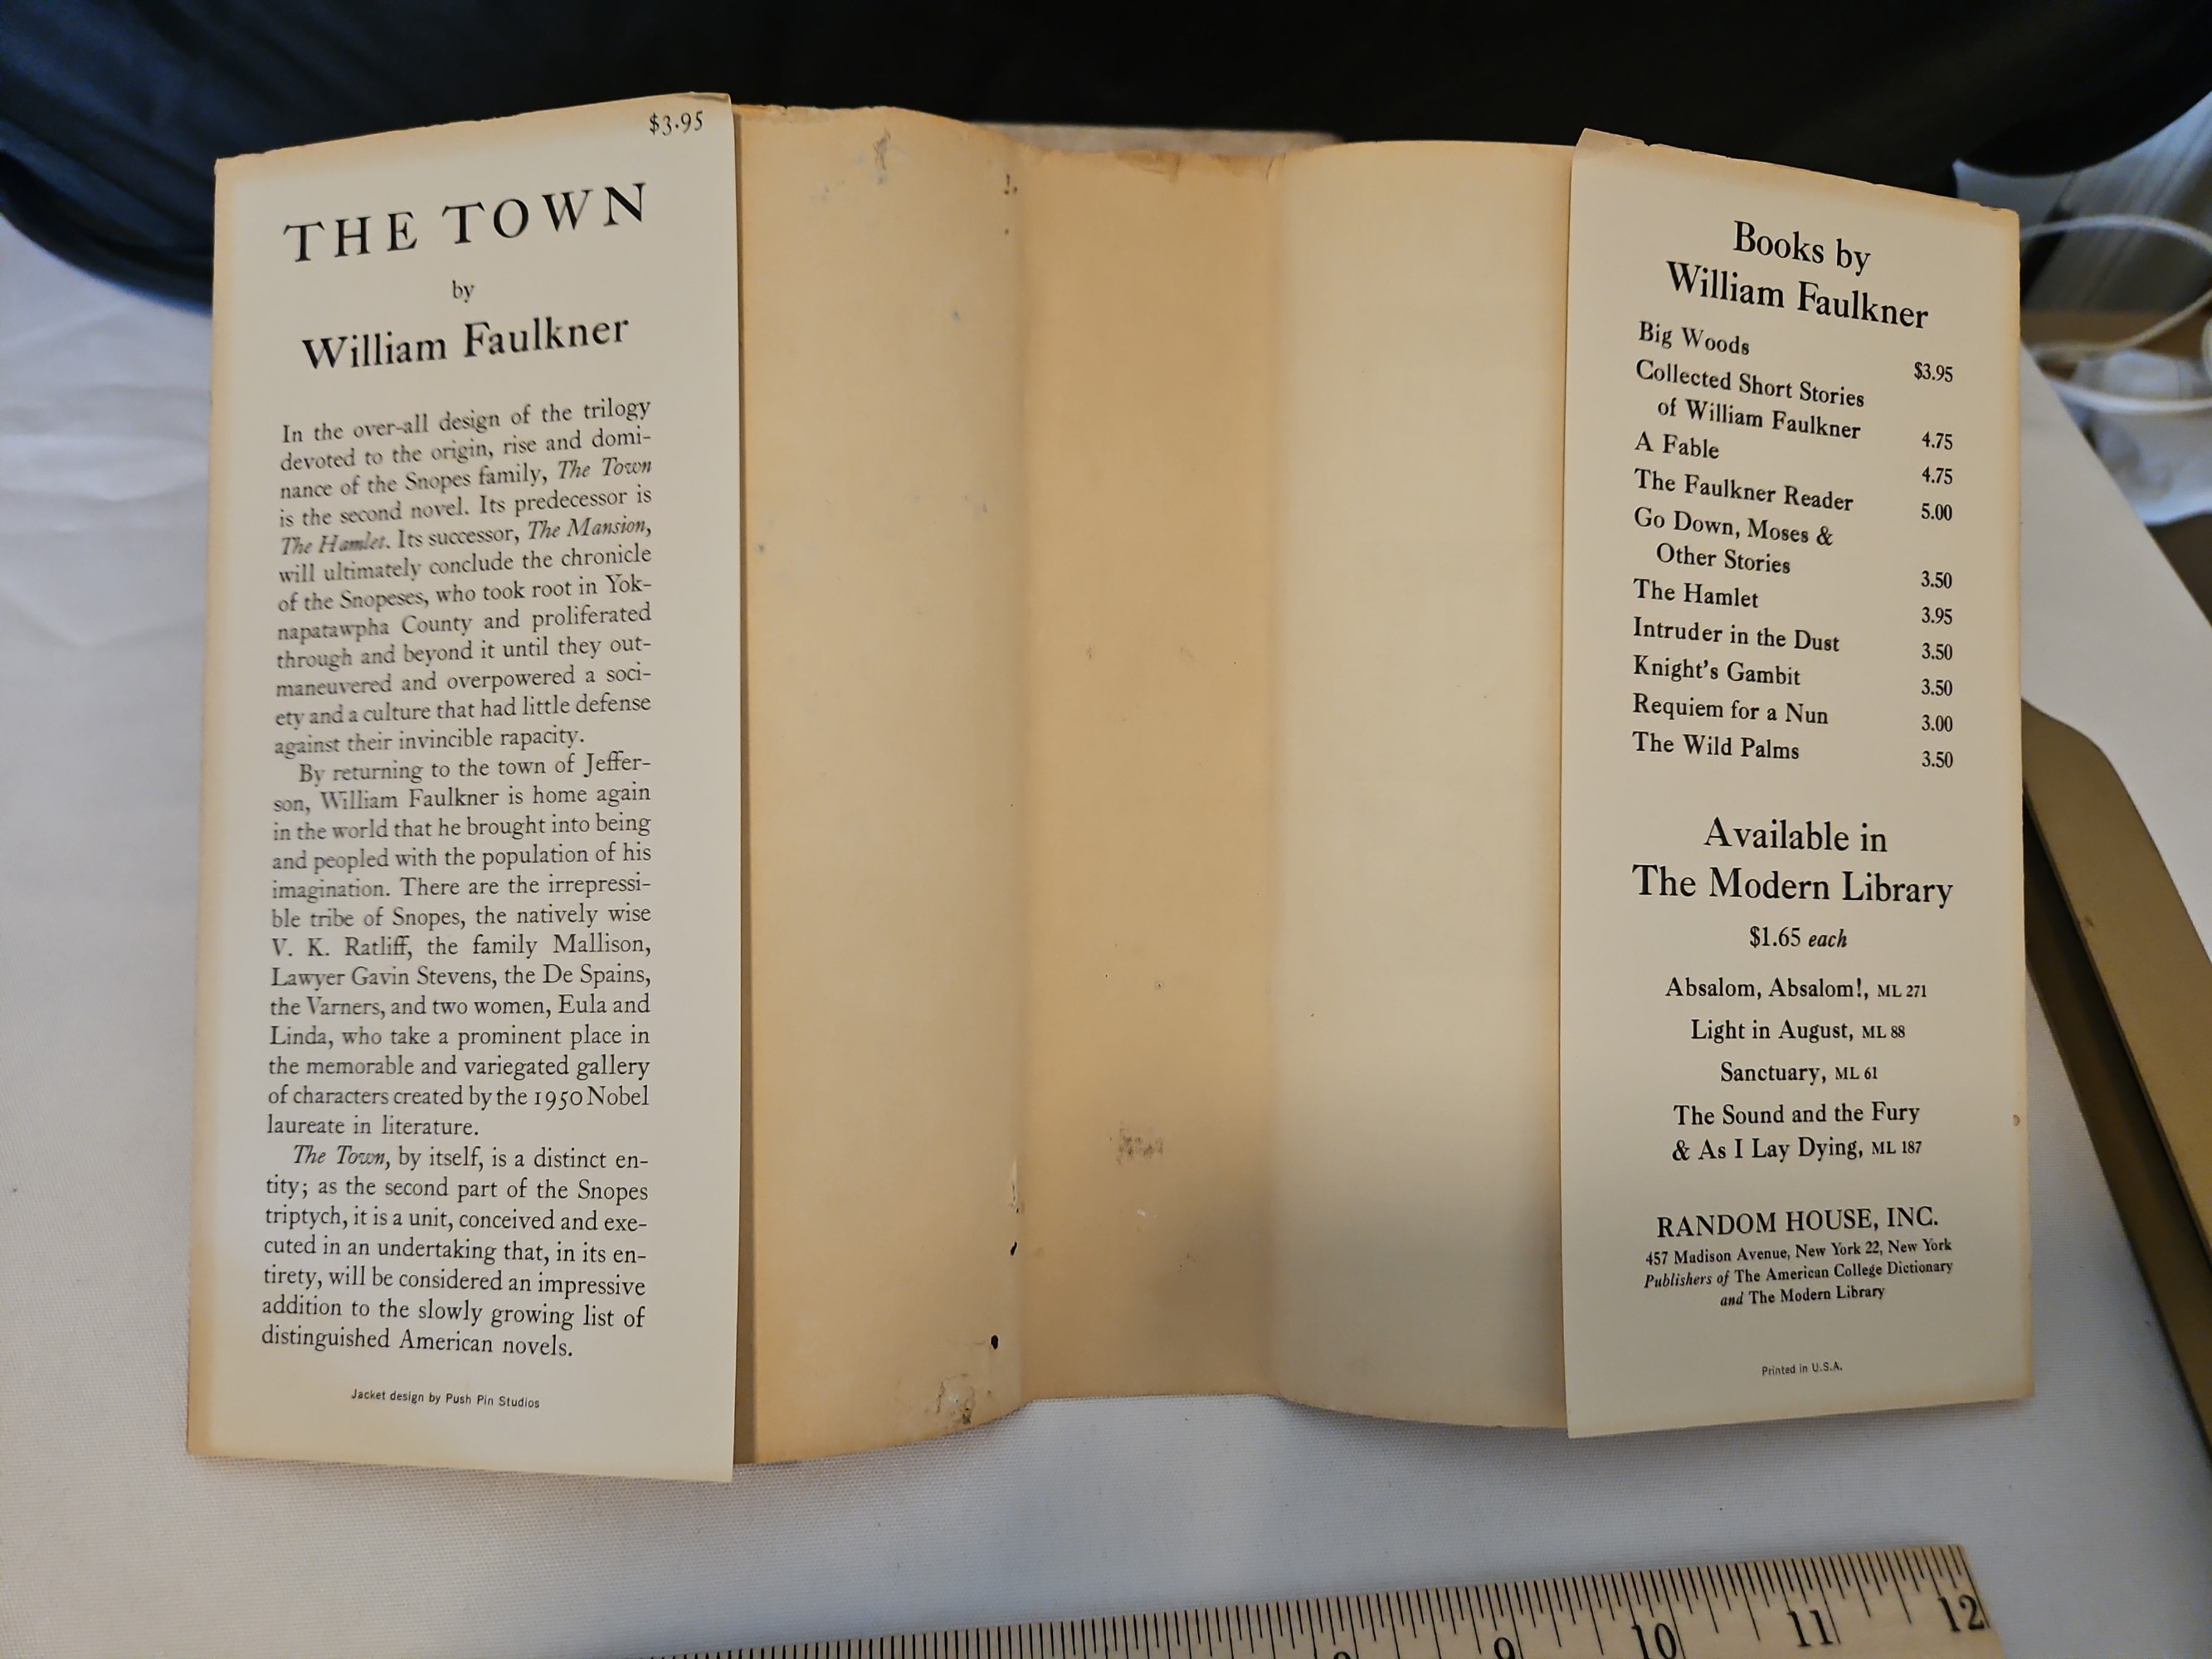 $3.95
THE TOWN
by
William Faulkner
In the over-all design of the trilogy
devoted to the origin, rise and domi-
nance of the Snopes family, The Town
is the second novel. Its predecessor is
The Hamlet. Its successor, The Mansion,
will ultimately conclude the chronicle
of the Snopeses, who took root in Yok-
napatawpha County and proliferated
through and beyond it until they out-
maneuvered and overpowered a soci-
ety and a culture that had little defense
against their invincible rapacity.
By returning to the town of Jeffer-
son, William Faulkner is home again
in the world that he brought into being
and peopled with the population of his
imagination. There are the irrepressi-
ble tribe of Snopes, the natively wise
V. K. Ratliff, the family Mallison,
Lawyer Gavin Stevens, the De Spains,
the Varners, and two women, Eula and
Linda, who take a prominent place in
the memorable and variegated gallery
of characters created by the 1950 Nobel
laureate in literature.
The Town, by itself, is a distinct en-
tity; as the second part of the Snopes
triptych, it is a unit, conceived and exe-
cuted in an undertaking that, in its en-
tirety, will be considered an impressive
addition to the slowly growing list of
distinguished American novels.
Jacket design by Push Pin Studios
Books by
William Faulkner
Big Woods $3.95
Collected Short Stories
of William Faulkner 4.75
A Fable 4.75
The Faulkner Reader 5.00
Go Down, Moses &
Other Stories 3.50
The Hamlet 3.95
Intruder in the Dust 3.50
Knight's Gambit 3.50
Requiem for a Nun 3.00
The Wild Palms 3.50
Available in
The Modern Library
$1.65 each
Absalom, Absalom!, ML 271
Light in August, ML 88
Sanctuary, ML 61
The Sound and the Fury
& As I Lay Dying, ML 187
RANDOM HOUSE, INC.
457 Madison Avenue, New York 22, New York
Publishers of The American College Dictionary
and The Modern Library
Printed in U.S.A.
9 10 11 12